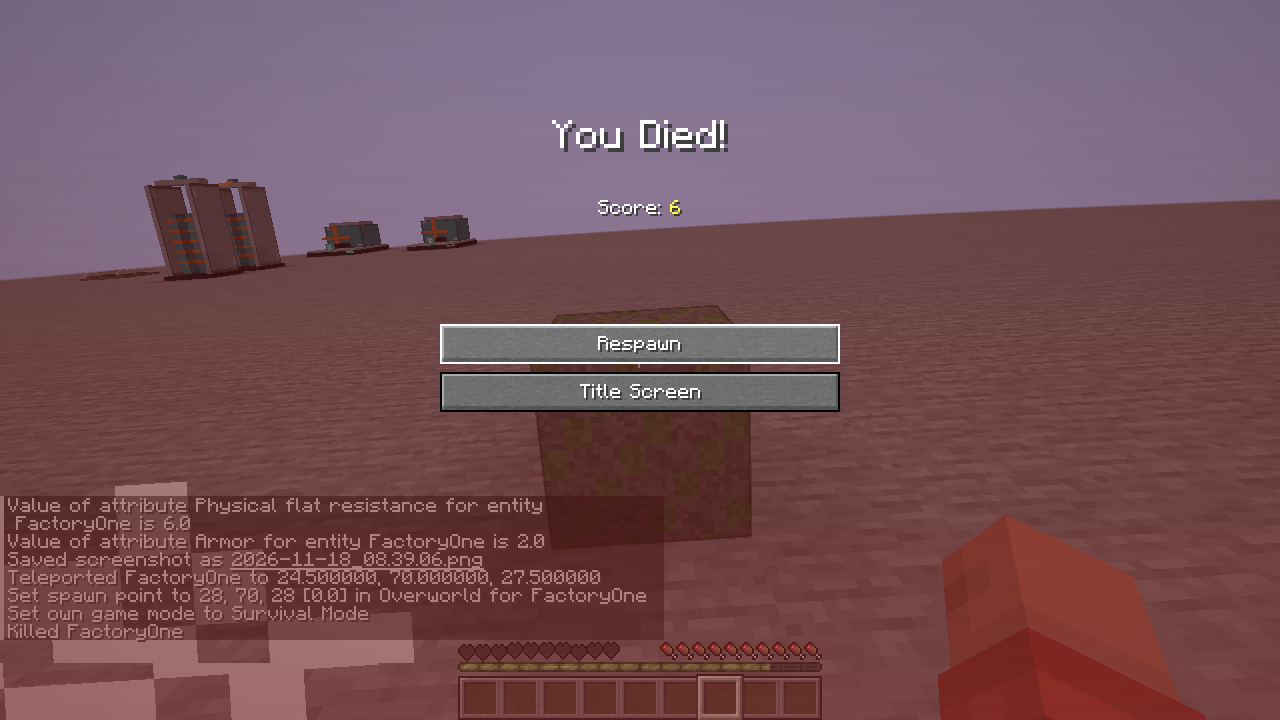 You Died!
Score: 6
Respawn
Title Screen
Value of attribute Physical flat resistance for entity
FactoryOne is 6.0
Value of attribute Armor for entity FactoryOne is 2.0
Saved screenshot as 2026-11-18_08.39.06.png
Teleported FactoryOne to 24.500000, 70.000000, 27.500000
Set spawn point to 28, 70, 28 [0.0] in Overworld for FactoryOne
Set own game mode to Survival Mode
Killed FactoryOne